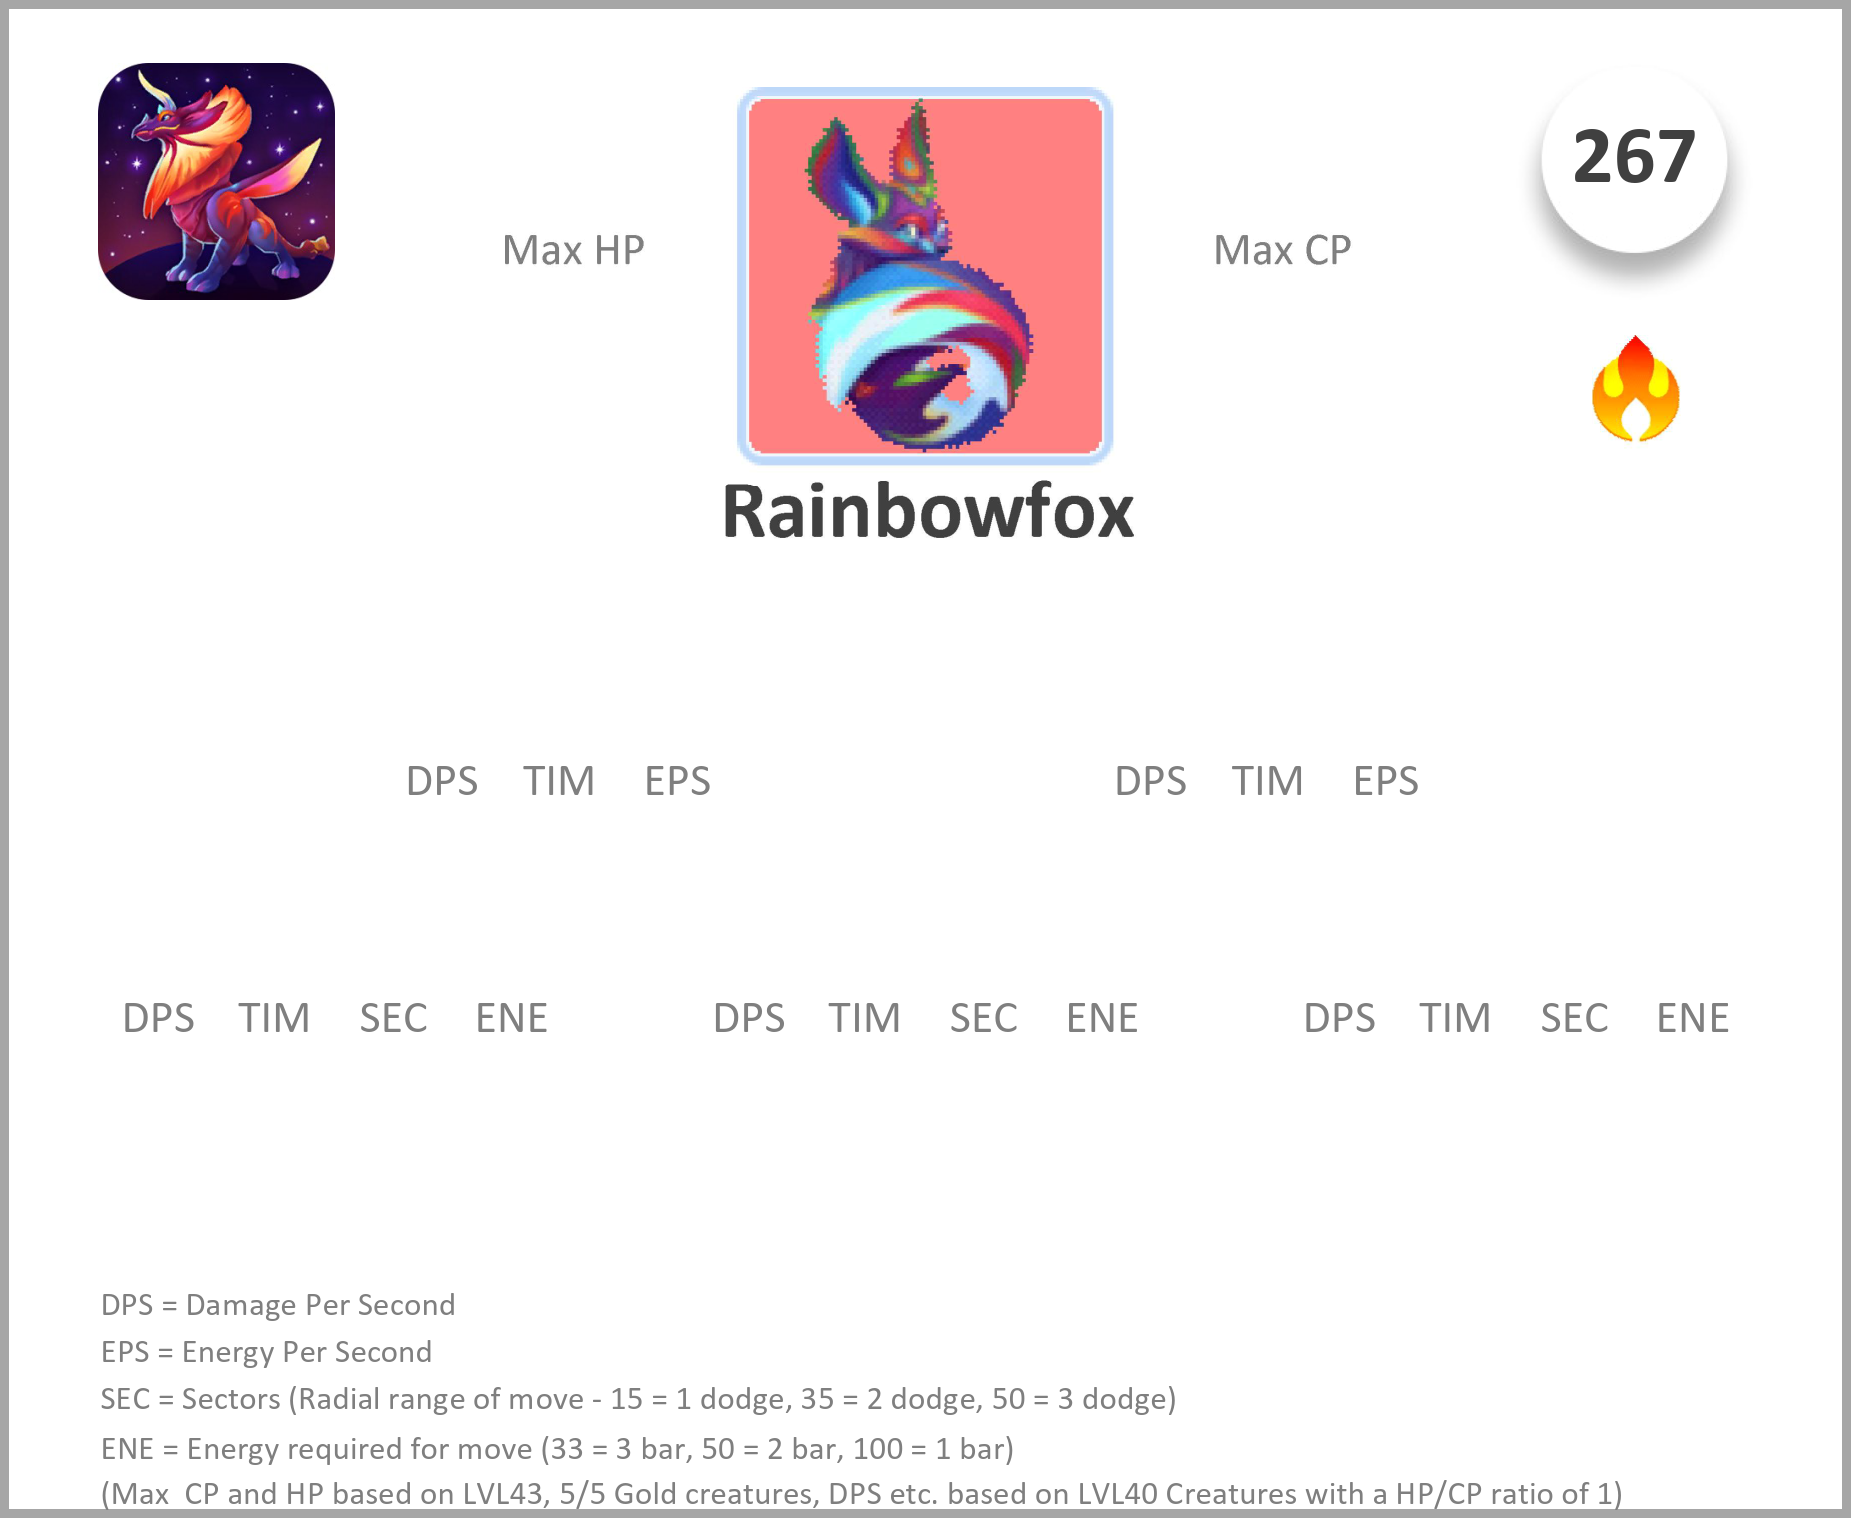 267
Max HP
Max CP
Rainbowfox
DPS TIM EPS DPS TIM EPS
DPS TIM SEC ENE DPS TIM SEC ENE DPS TIM SEC ENE
DPS = Damage Per Second
EPS = Energy Per Second
SEC = Sectors (Radial range of move - 15 = 1 dodge, 35 = 2 dodge, 50 = 3 dodge)
ENE = Energy required for move (33 = 3 bar, 50 = 2 bar, 100 = 1 bar)
(Max  CP and HP based on LVL43, 5/5 Gold creatures, DPS etc. based on LVL40 Creatures with a HP/CP ratio of 1)